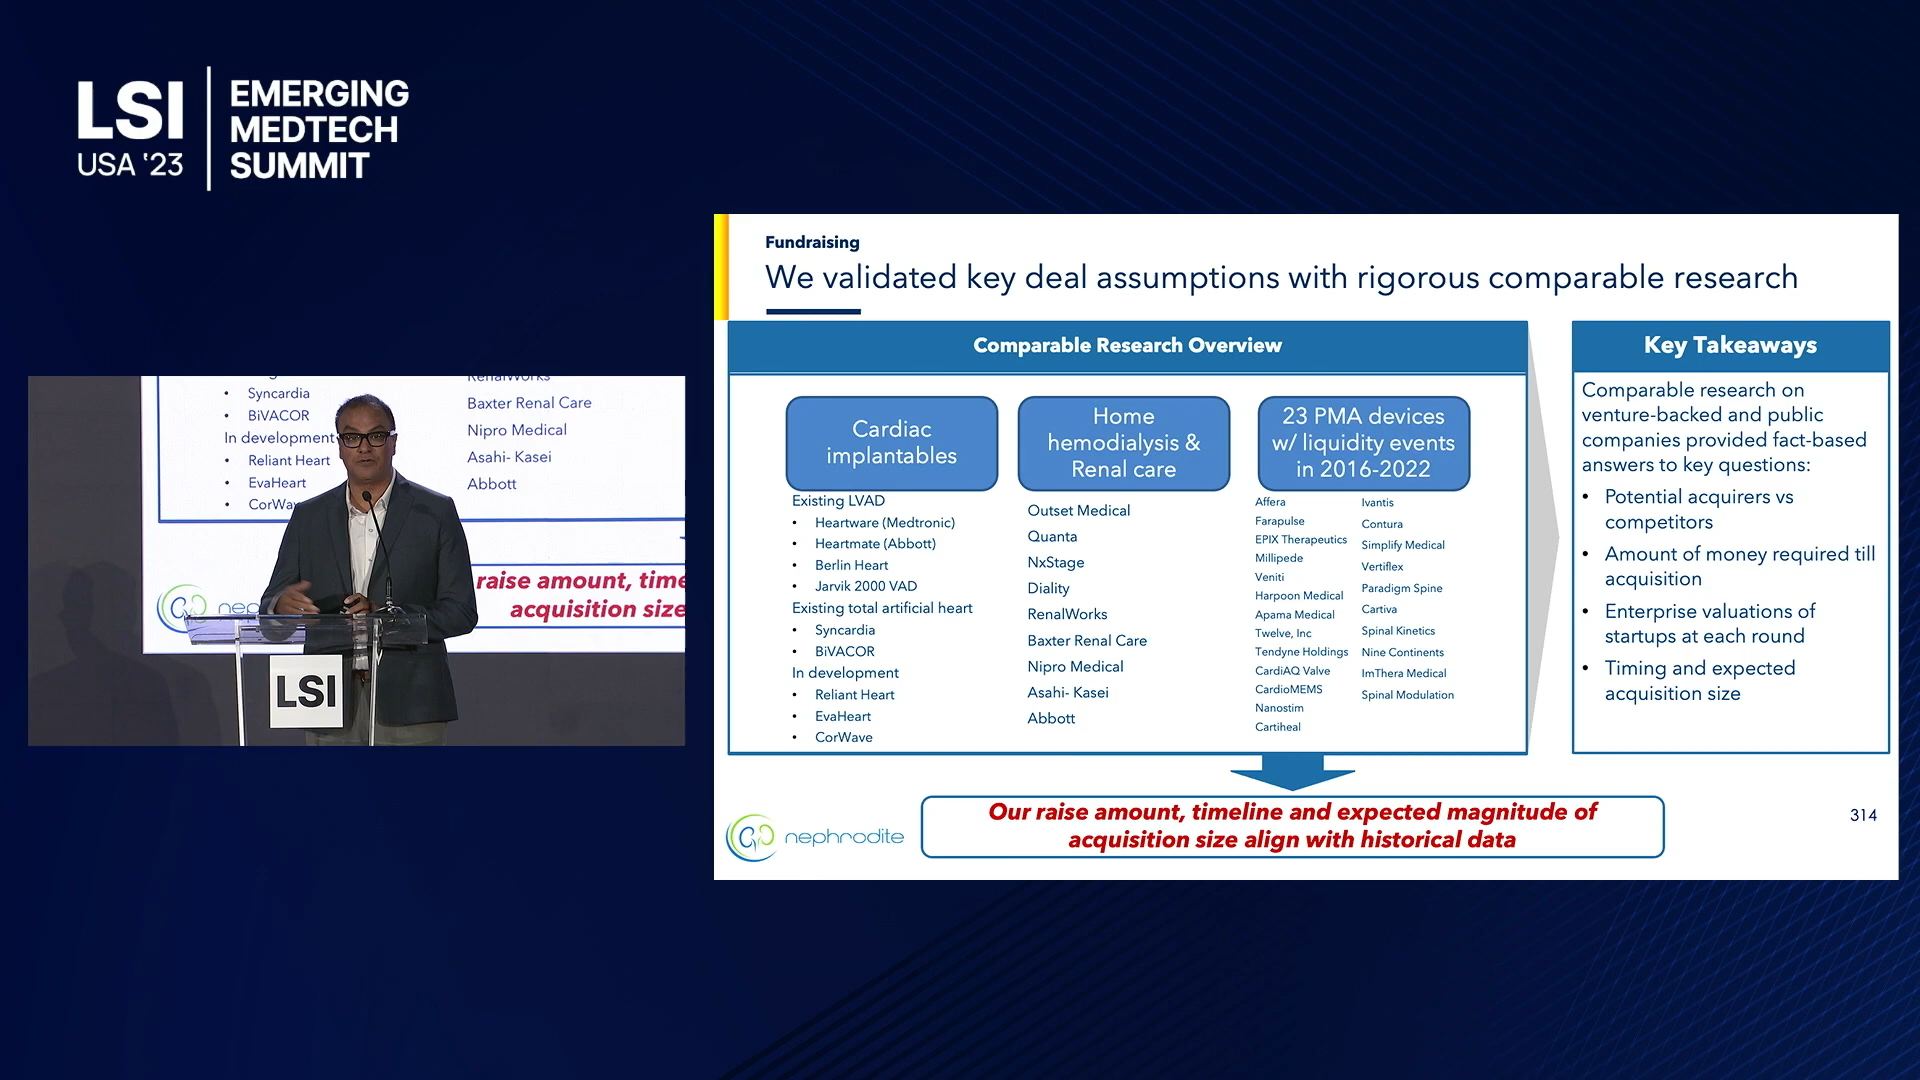 LSI
USA '23
EMERGING
MEDTECH
SUMMIT
RenalWorks
Syncardia
BiVACOR
In development
Reliant Heart
EvaHeart
Baxter Renal Care
Nipro Medical
Asahi- Kasei
Abbott
raise amount, time
acquisition size
LSI
Fundraising
We validated key deal assumptions with rigorous comparable research
Comparable Research Overview
Cardiac
implantables
Existing LVAD
• Heartware (Medtronic)
• Heartmate (Abbott)
• Berlin Heart
• Jarvik 2000 VAD
Existing total artificial heart
• Syncardia
• BiVACOR
In development
• Reliant Heart
• EvaHeart
• CorWave
Home
hemodialysis &
Renal care
Outset Medical
Quanta
NxStage
Diality
RenalWorks
Baxter Renal Care
Nipro Medical
Asahi- Kasei
Abbott
23 PMA devices
w/ liquidity events
in 2016-2022
Affera
Farapulse
EPIX Therapeutics
Millipede
Veniti
Harpoon Medical
Apama Medical
Twelve, Inc
Tendyne Holdings
CardiAQ Valve
CardioMEMS
Nanostim
Cartiheal
Ivantis
Contura
Simplify Medical
Vertiflex
Paradigm Spine
Cartiva
Spinal Kinetics
Nine Continents
ImThera Medical
Spinal Modulation
Key Takeaways
Comparable research on
venture-backed and public
companies provided fact-based
answers to key questions:
• Potential acquirers vs
competitors
• Amount of money required till
acquisition
• Enterprise valuations of
startups at each round
• Timing and expected
acquisition size
Our raise amount, timeline and expected magnitude of
acquisition size align with historical data
nephrodite
314